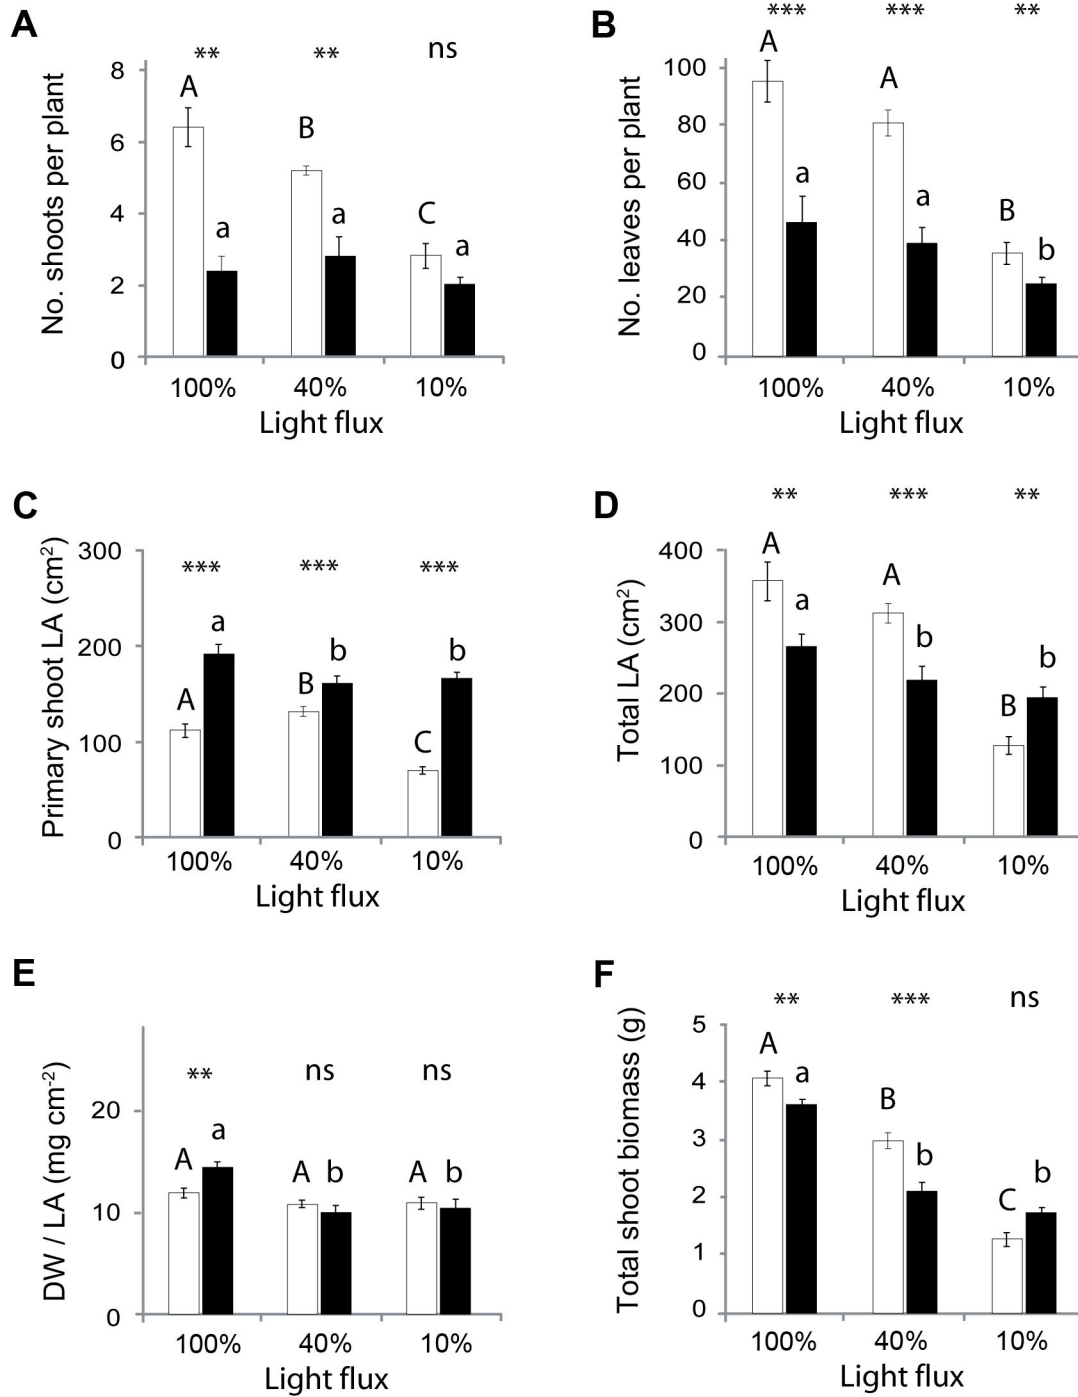 A
** ** ns
No. shoots per plant
8
6
4
2
0
A a B a C a
100% 40% 10%
Light flux
B
*** *** **
No. leaves per plant
100
80
60
40
20
0
A a A a B b
100% 40% 10%
Light flux
C
*** *** ***
Primary shoot LA (cm²)
300
200
100
0
A a B b C b
100% 40% 10%
Light flux
D
** *** **
Total LA (cm²)
400
300
200
100
0
A a A b B b
100% 40% 10%
Light flux
E
** ns ns
DW / LA (mg cm⁻²)
20
10
0
A a A b A b
100% 40% 10%
Light flux
F
** *** ns
Total shoot biomass (g)
5
4
3
2
1
0
A a B b C b
100% 40% 10%
Light flux